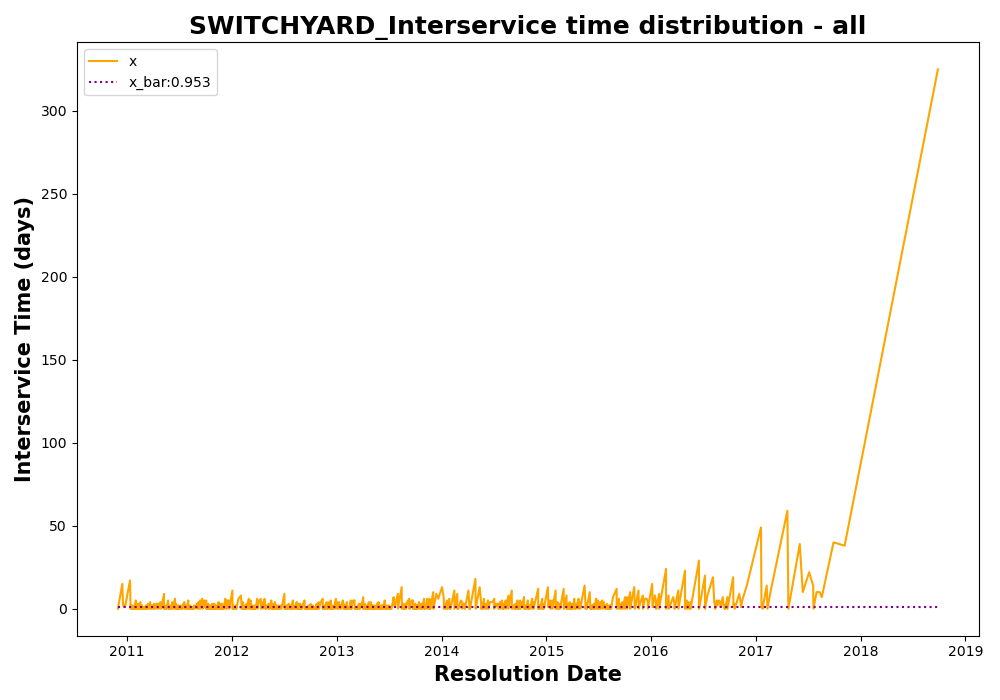 SWITCHYARD_Interservice time distribution - all
x
x_bar:0.953
Interservice Time (days)
300
250
200
150
100
50
0
2011 2012 2013 2014 2015 2016 2017 2018 2019
Resolution Date